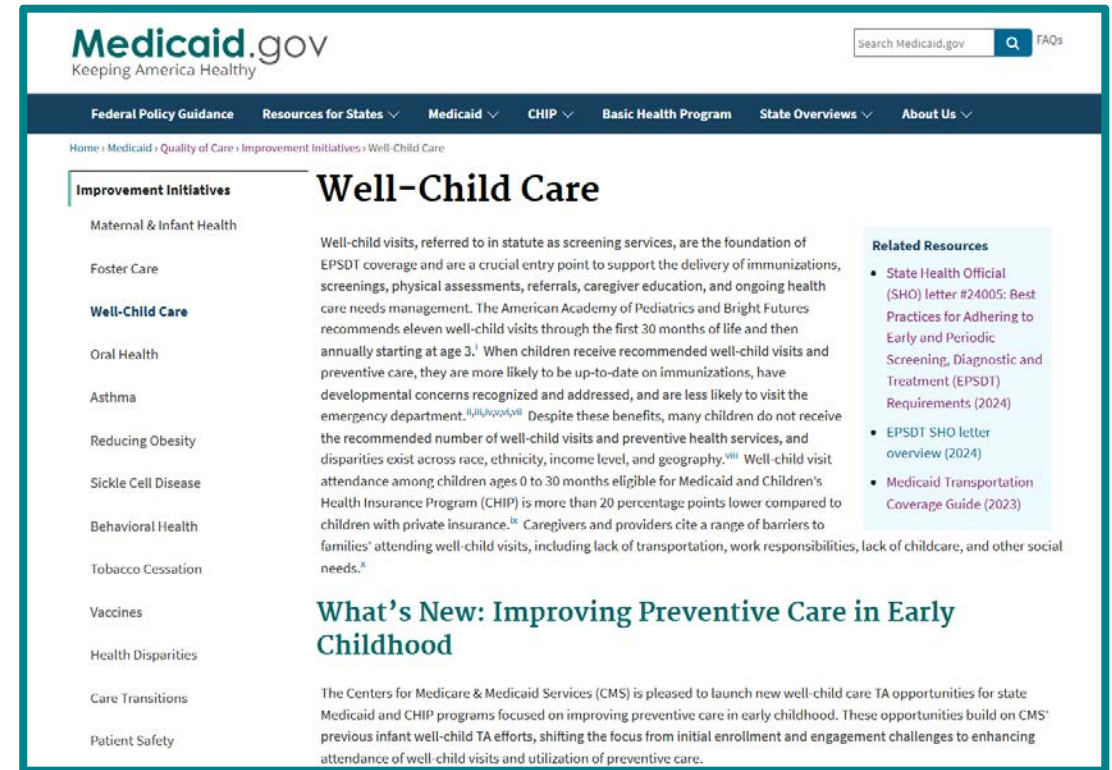 Medicaid.gov
Keeping America Healthy
Search Medicaid.gov
FAQs
Federal Policy Guidance
Resources for States
Medicaid
CHIP
Basic Health Program
State Overviews
About Us
Home › Medicaid › Quality of Care › Improvement Initiatives › Well-Child Care
Improvement Initiatives
Maternal & Infant Health
Foster Care
Well-Child Care
Oral Health
Asthma
Reducing Obesity
Sickle Cell Disease
Behavioral Health
Tobacco Cessation
Vaccines
Health Disparities
Care Transitions
Patient Safety
Well-Child Care
Well-child visits, referred to in statute as screening services, are the foundation of
EPSDT coverage and are a crucial entry point to support the delivery of immunizations,
screenings, physical assessments, referrals, caregiver education, and ongoing health
care needs management. The American Academy of Pediatrics and Bright Futures
recommends eleven well-child visits through the first 30 months of life and then
annually starting at age 3.i When children receive recommended well-child visits and
preventive care, they are more likely to be up-to-date on immunizations, have
developmental concerns recognized and addressed, and are less likely to visit the
emergency department.ii,iii,iv,v,vi,vii Despite these benefits, many children do not receive
the recommended number of well-child visits and preventive health services, and
disparities exist across race, ethnicity, income level, and geography.viii Well-child visit
attendance among children ages 0 to 30 months eligible for Medicaid and Children's
Health Insurance Program (CHIP) is more than 20 percentage points lower compared to
children with private insurance.ix Caregivers and providers cite a range of barriers to
families' attending well-child visits, including lack of transportation, work responsibilities, lack of childcare, and other social
needs.x
Related Resources
• State Health Official
(SHO) letter #24005: Best
Practices for Adhering to
Early and Periodic
Screening, Diagnostic and
Treatment (EPSDT)
Requirements (2024)
• EPSDT SHO letter
overview (2024)
• Medicaid Transportation
Coverage Guide (2023)
What's New: Improving Preventive Care in Early
Childhood
The Centers for Medicare & Medicaid Services (CMS) is pleased to launch new well-child care TA opportunities for state
Medicaid and CHIP programs focused on improving preventive care in early childhood. These opportunities build on CMS'
previous infant well-child TA efforts, shifting the focus from initial enrollment and engagement challenges to enhancing
attendance of well-child visits and utilization of preventive care.